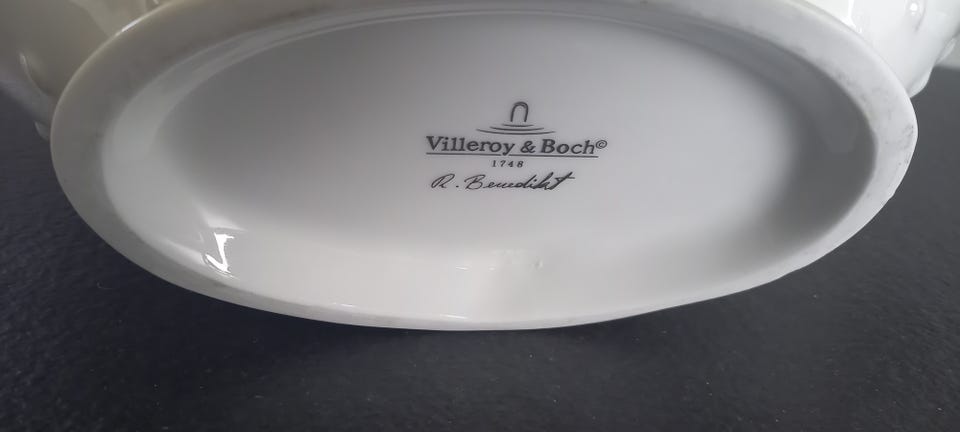 Villeroy & Boch©
1748
R. Benedikt